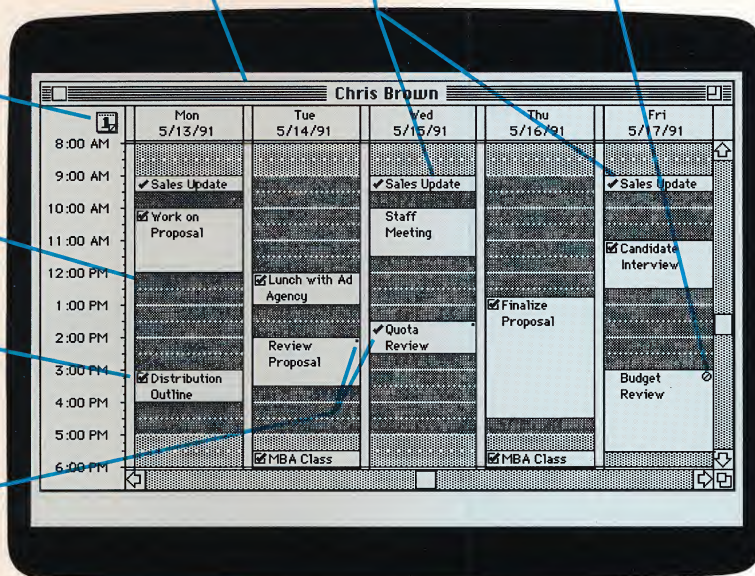 Chris Brown
Mon Tue Wed Thu Fri
5/13/91 5/14/91 5/15/91 5/16/91 5/17/91
8:00 AM
9:00 AM
Sales Update Sales Update Sales Update
10:00 AM
Work on Staff
Proposal Meeting
11:00 AM
Candidate
Interview
12:00 PM
Lunch with Ad
Agency
1:00 PM
Finalize
Proposal
2:00 PM
Quota
Review Review
Proposal
3:00 PM
Distribution Budget
Outline Review
4:00 PM
5:00 PM
MBA Class MBA Class
6:00 PM